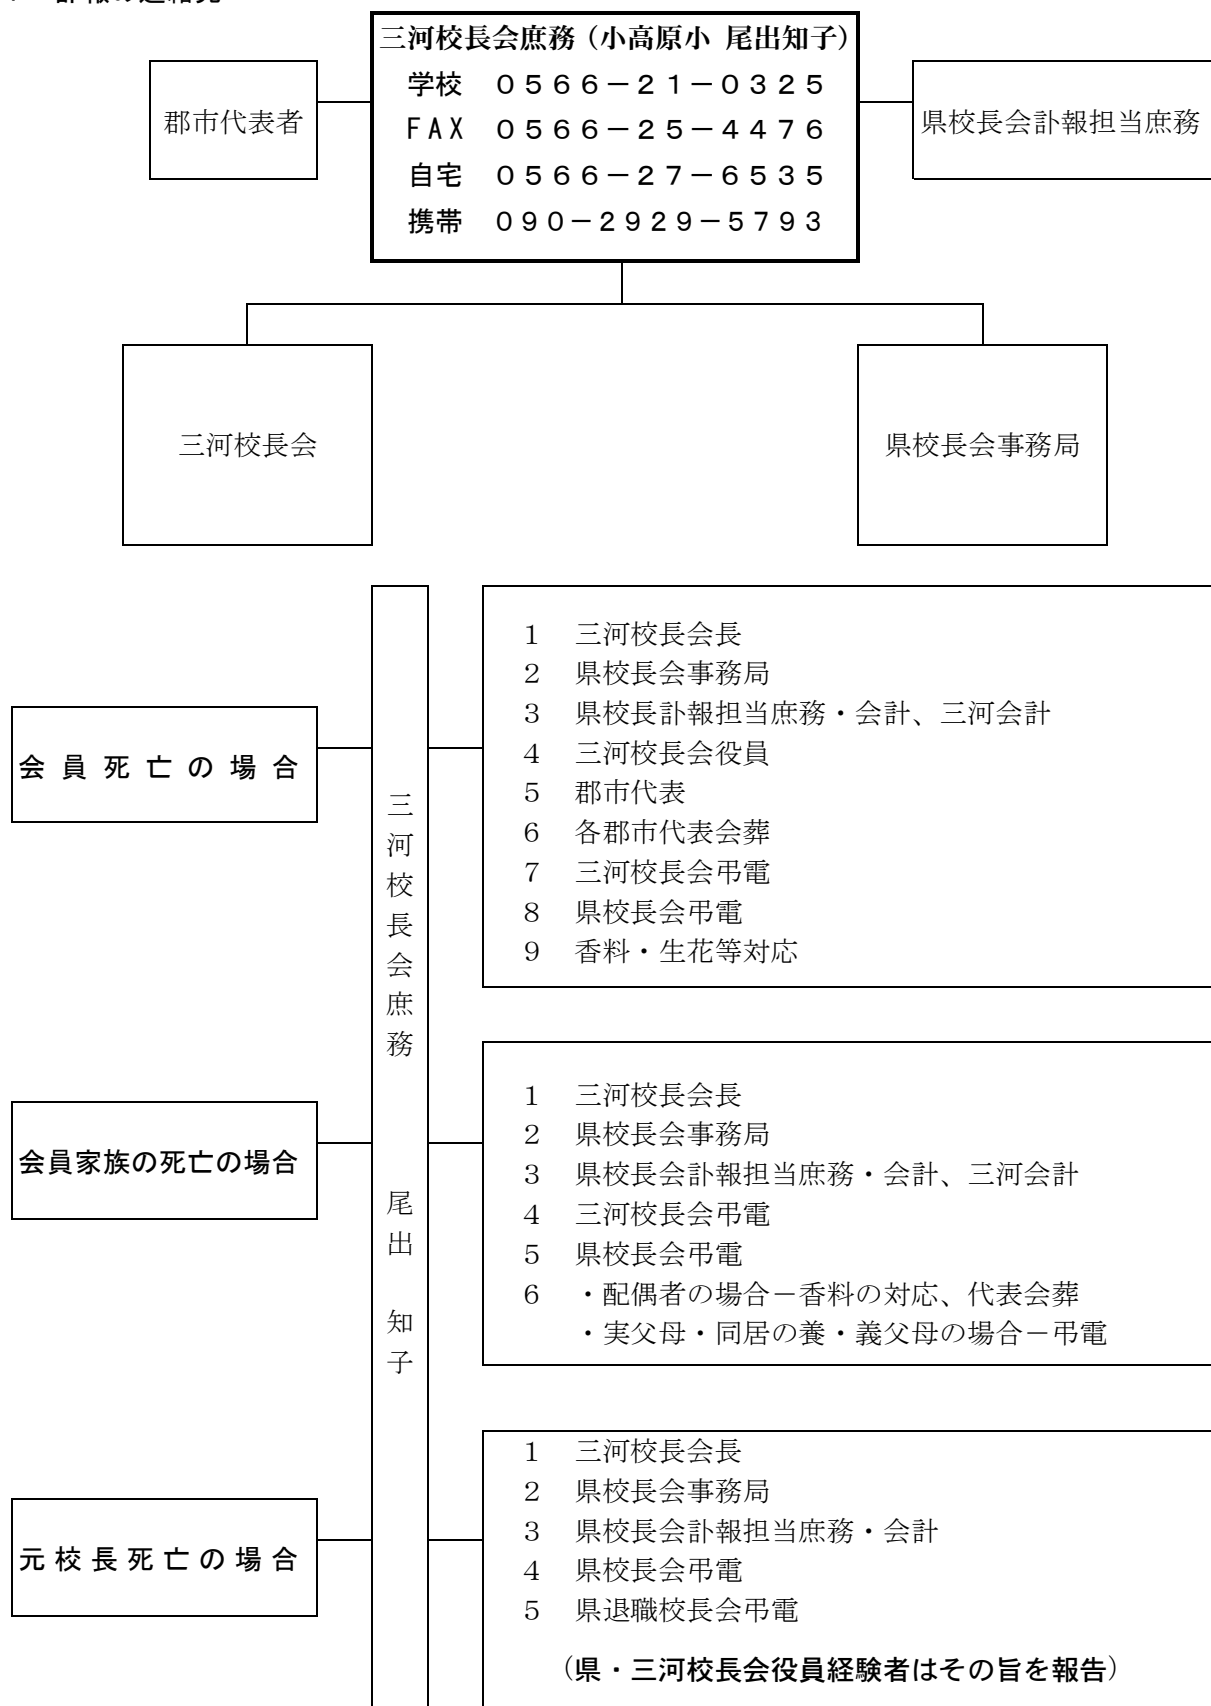 三河校長会庶務（小高原小 尾出知子）
学校 ０５６６－２１－０３２５
ＦＡＸ ０５６６－２５－４４７６
自宅 ０５６６－２７－６５３５
携帯 ０９０－２９２９－５７９３
郡市代表者
県校長会訃報担当庶務
三河校長会
県校長会事務局
三河校長会庶務 尾出 知子
会員死亡の場合
１ 三河校長会長
２ 県校長会事務局
３ 県校長訃報担当庶務・会計、三河会計
４ 三河校長会役員
５ 郡市代表
６ 各郡市代表会葬
７ 三河校長会弔電
８ 県校長会弔電
９ 香料・生花等対応
会員家族の死亡の場合
１ 三河校長会長
２ 県校長会事務局
３ 県校長会訃報担当庶務・会計、三河会計
４ 三河校長会弔電
５ 県校長会弔電
６ ・配偶者の場合－香料の対応、代表会葬
・実父母・同居の養・義父母の場合－弔電
元校長死亡の場合
１ 三河校長会長
２ 県校長会事務局
３ 県校長会訃報担当庶務・会計
４ 県校長会弔電
５ 県退職校長会弔電
（県・三河校長会役員経験者はその旨を報告）